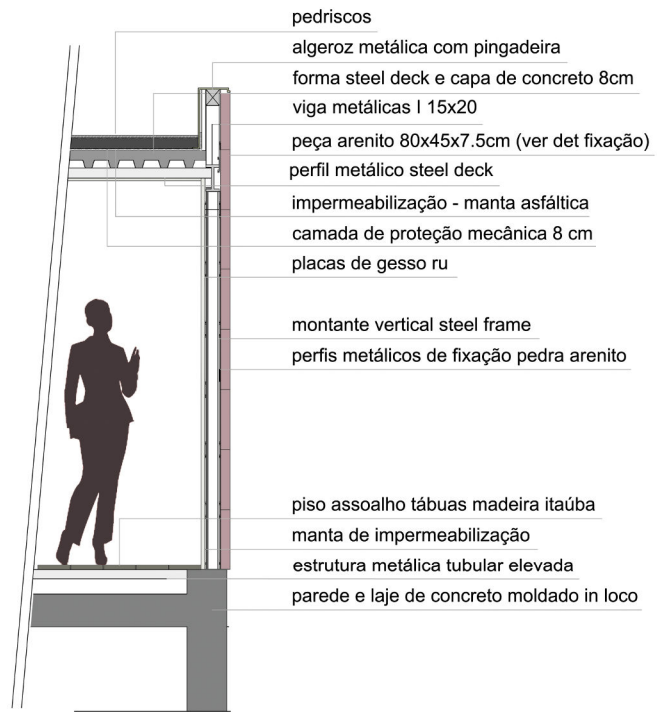 pedriscos
algeroz metálica com pingadeira
forma steel deck e capa de concreto 8cm
viga metálicas I 15x20
peça arenito 80x45x7.5cm (ver det fixação)
perfil metálico steel deck
impermeabilização - manta asfáltica
camada de proteção mecânica 8 cm
placas de gesso ru
montante vertical steel frame
perfis metálicos de fixação pedra arenito
piso assoalho tábuas madeira itaúba
manta de impermeabilização
estrutura metálica tubular elevada
parede e laje de concreto moldado in loco